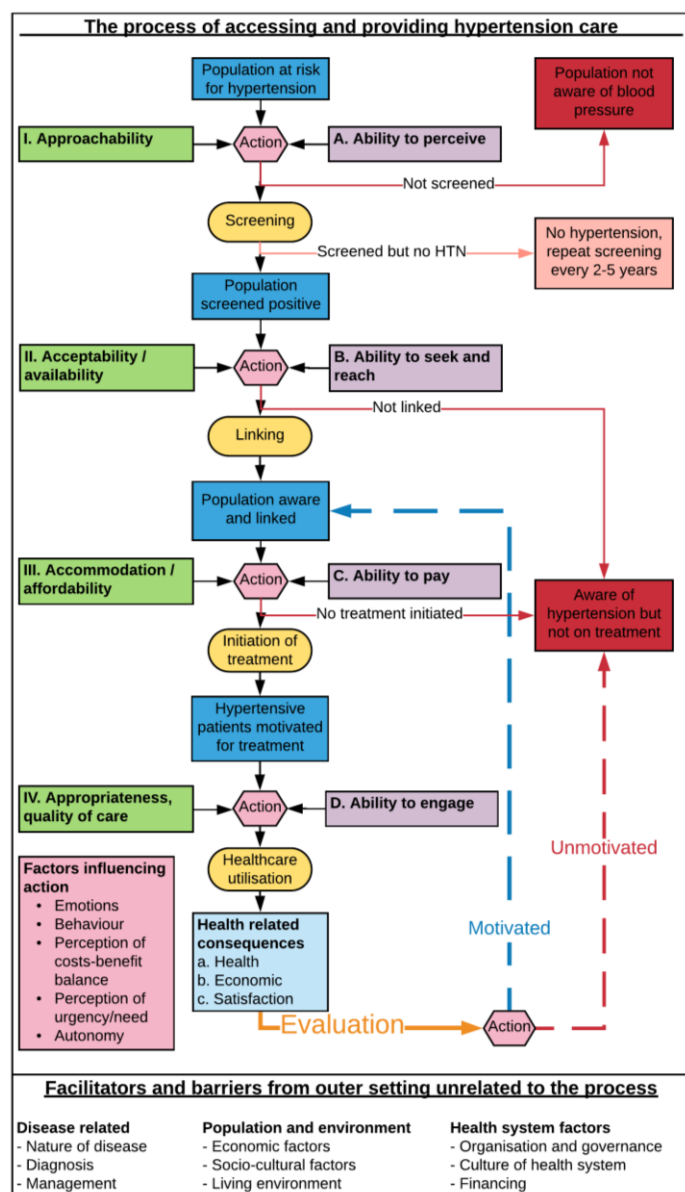 The process of accessing and providing hypertension care
Population at risk
for hypertension
Population not
aware of blood
pressure
I. Approachability
Action
A. Ability to perceive
Not screened
Screening
Screened but no HTN
No hypertension,
repeat screening
every 2-5 years
Population
screened positive
II. Acceptability /
availability
Action
B. Ability to seek and
reach
Not linked
Linking
Population aware
and linked
III. Accommodation /
affordability
Action
C. Ability to pay
No treatment initiated
Aware of
hypertension but
not on treatment
Initiation of
treatment
Hypertensive
patients motivated
for treatment
IV. Appropriateness,
quality of care
Action
D. Ability to engage
Healthcare
utilisation
Unmotivated
Factors influencing
action
• Emotions
• Behaviour
• Perception of
costs-benefit
balance
• Perception of
urgency/need
• Autonomy
Health related
consequences
a. Health
b. Economic
c. Satisfaction
Motivated
Evaluation
Action
Facilitators and barriers from outer setting unrelated to the process
Disease related
- Nature of disease
- Diagnosis
- Management
Population and environment
- Economic factors
- Socio-cultural factors
- Living environment
Health system factors
- Organisation and governance
- Culture of health system
- Financing